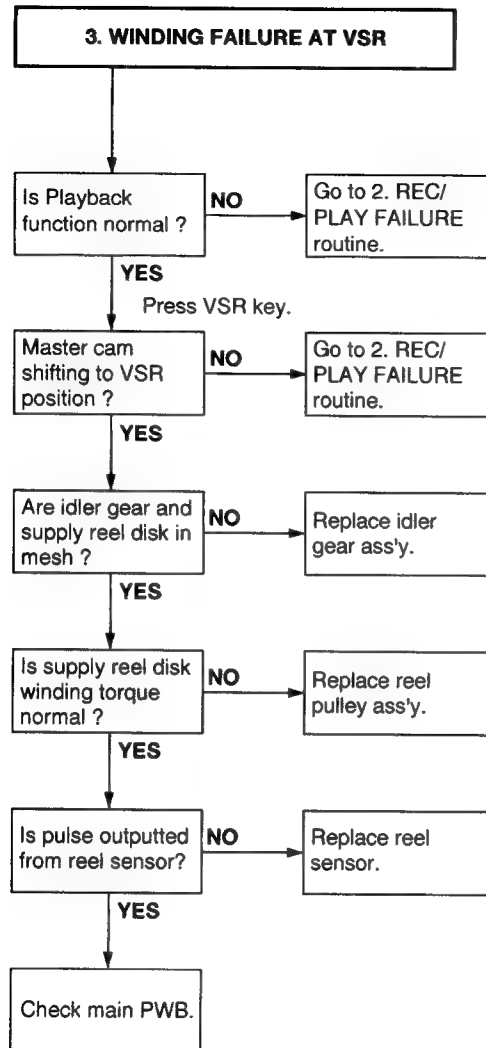 3. WINDING FAILURE AT VSR
Is Playback
function normal ?
NO
Go to 2. REC/
PLAY FAILURE
routine.
YES
Press VSR key.
Master cam
shifting to VSR
position ?
NO
Go to 2. REC/
PLAY FAILURE
routine.
YES
Are idler gear and
supply reel disk in
mesh ?
NO
Replace idler
gear ass'y.
YES
Is supply reel disk
winding torque
normal ?
NO
Replace reel
pulley ass'y.
YES
Is pulse outputted
from reel sensor?
NO
Replace reel
sensor.
YES
Check main PWB.